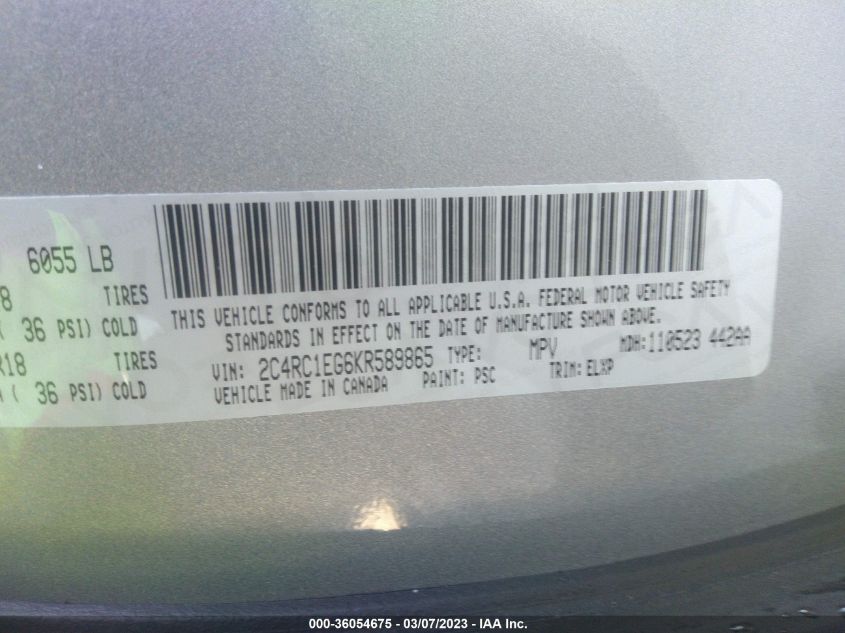 6055 LB
8 TIRES
( 36 PSI) COLD
R18 TIRES
( 36 PSI) COLD
THIS VEHICLE CONFORMS TO ALL APPLICABLE U.S.A. FEDERAL MOTOR VEHICLE SAFETY
STANDARDS IN EFFECT ON THE DATE OF MANUFACTURE SHOWN ABOVE.
VIN: 2C4RC1EG6KR589865 TYPE: MPV MDH: 110523 442AA
VEHICLE MADE IN CANADA PAINT: PSC TRIM: ELXP
000-36054675 — 03/07/2023 — IAA Inc.